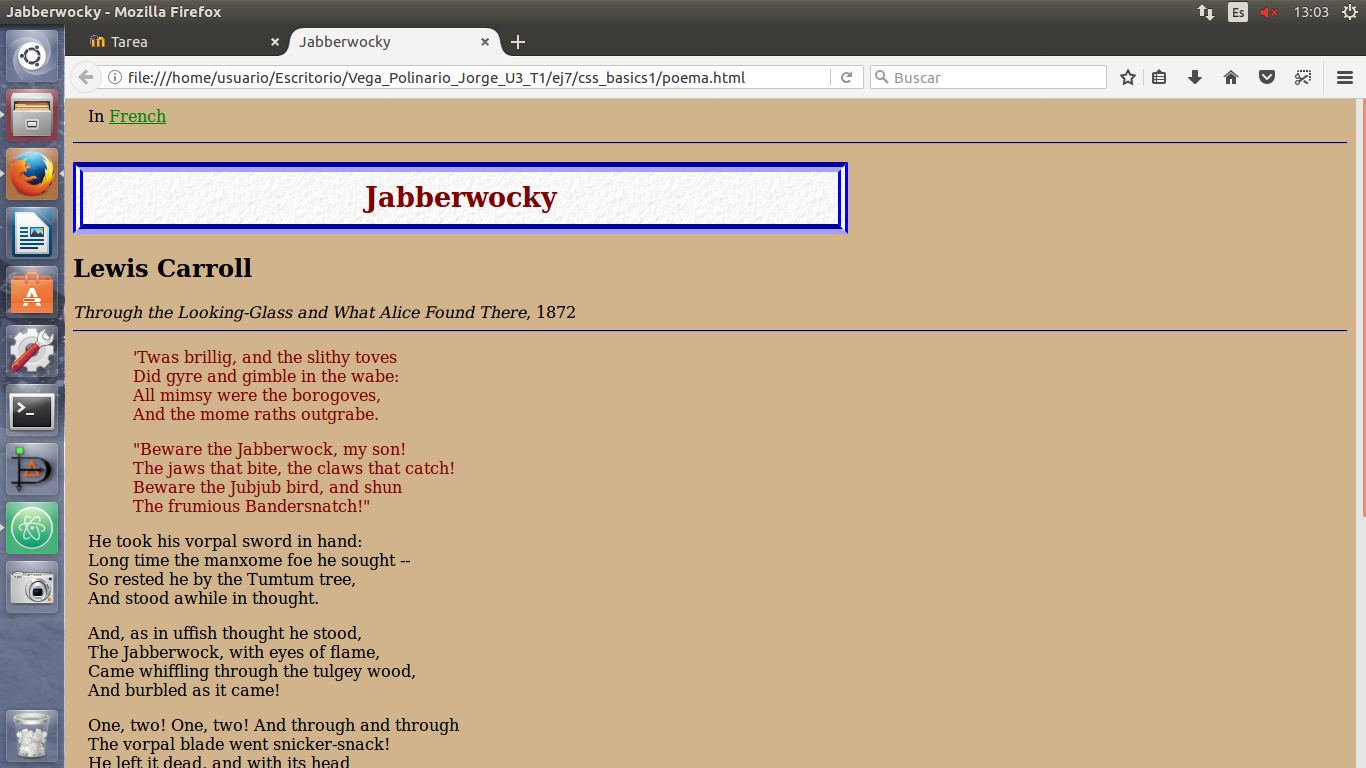 Jabberwocky - Mozilla Firefox
Es
13:03
Tarea
Jabberwocky
file:///home/usuario/Escritorio/Vega_Polinario_Jorge_U3_T1/ej7/css_basics1/poema.html
Buscar
In French
Jabberwocky
Lewis Carroll
Through the Looking-Glass and What Alice Found There, 1872
'Twas brillig, and the slithy toves
Did gyre and gimble in the wabe:
All mimsy were the borogoves,
And the mome raths outgrabe.
"Beware the Jabberwock, my son!
The jaws that bite, the claws that catch!
Beware the Jubjub bird, and shun
The frumious Bandersnatch!"
He took his vorpal sword in hand:
Long time the manxome foe he sought --
So rested he by the Tumtum tree,
And stood awhile in thought.
And, as in uffish thought he stood,
The Jabberwock, with eyes of flame,
Came whiffling through the tulgey wood,
And burbled as it came!
One, two! One, two! And through and through
The vorpal blade went snicker-snack!
He left it dead, and with its head